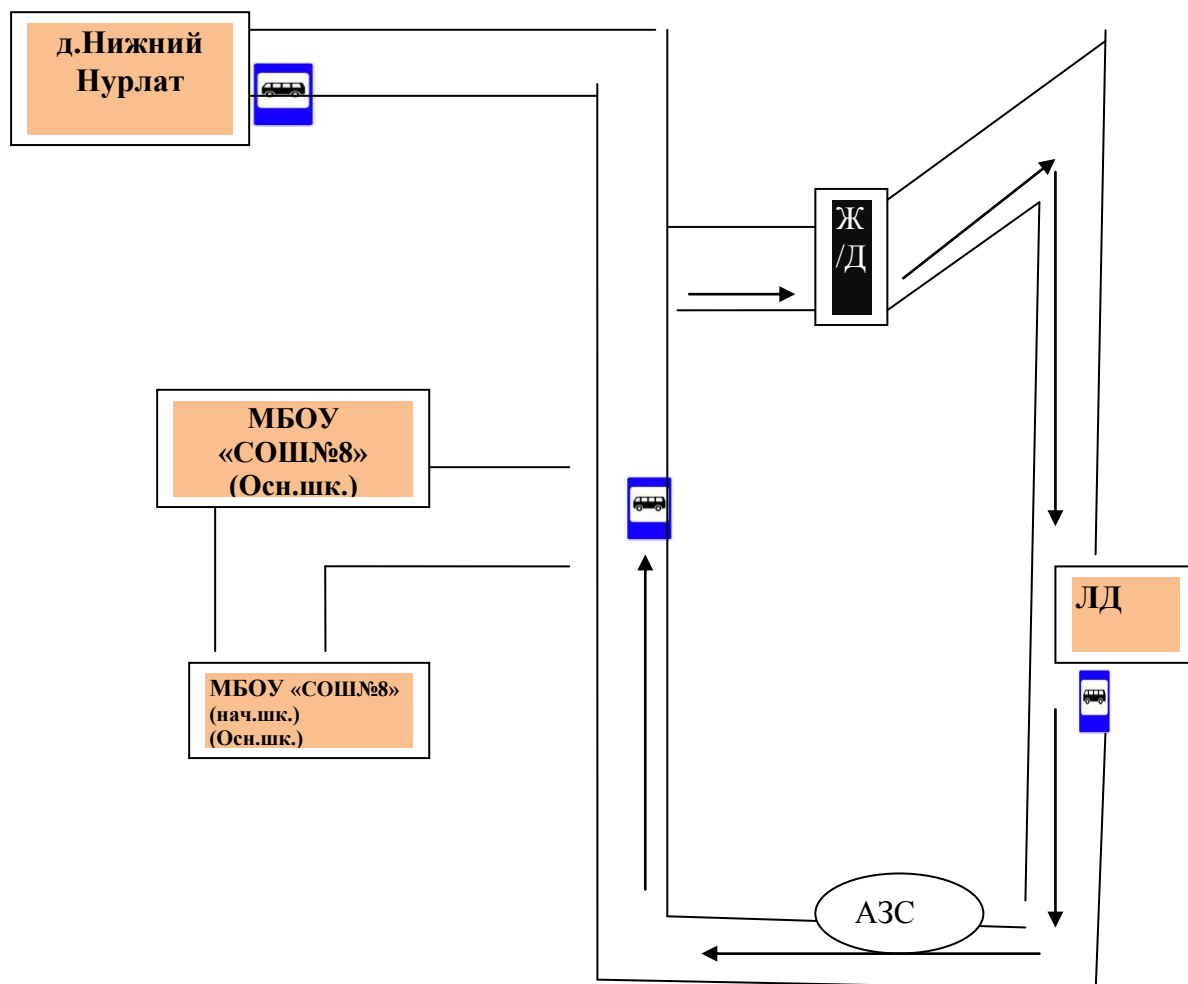 д.Нижний
Нурлат
Ж
/Д
МБОУ
«СОШ№8»
(Осн.шк.)
ЛД
МБОУ «СОШ№8»
(нач.шк.)
(Осн.шк.)
АЗС